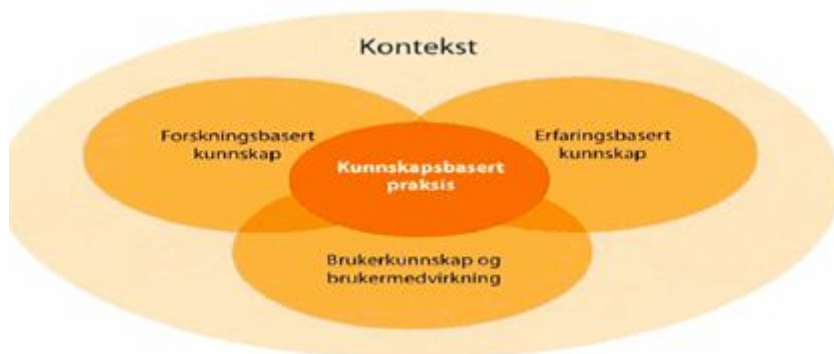 Kontekst
Forskningsbasert
kunnskap
Erfaringsbasert
kunnskap
Kunnskapsbasert
praksis
Brukerkunnskap og
brukermedvirkning